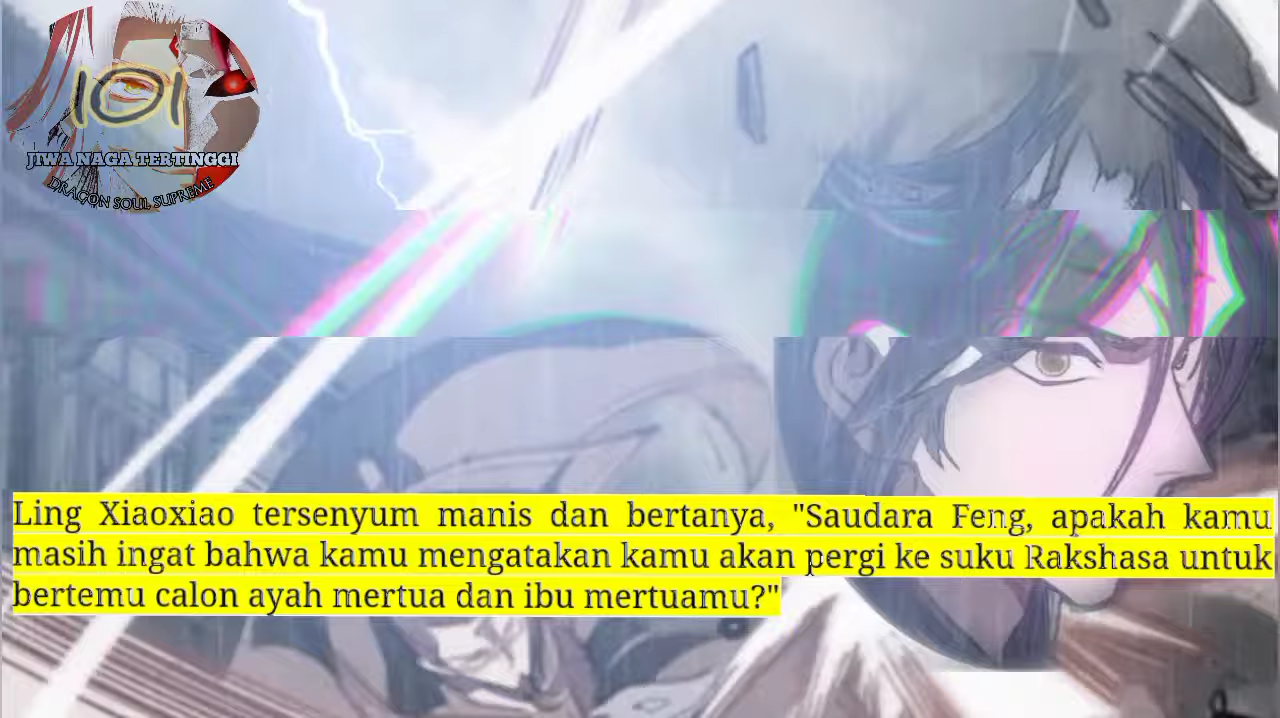 101
JIWA NAGA TERTINGGI
DRAGON SOUL SUPREME
Ling Xiaoxiao tersenyum manis dan bertanya, "Saudara Feng, apakah kamu
masih ingat bahwa kamu mengatakan kamu akan pergi ke suku Rakshasa untuk
bertemu calon ayah mertua dan ibu mertuamu?"